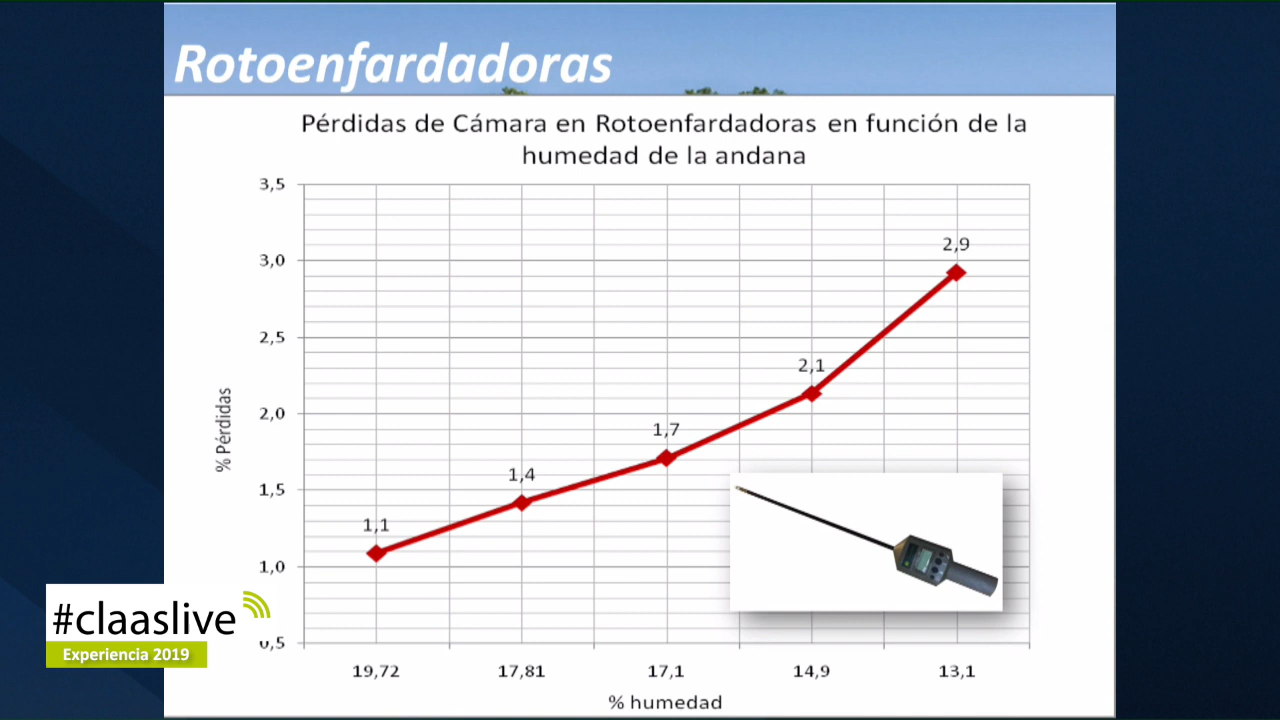 Rotoenfardadoras
Pérdidas de Cámara en Rotoenfardadoras en función de la
humedad de la andana
3,5
3,0
2,5
2,0
1,5
1,0
0,5
% Pérdidas
1,1
1,4
1,7
2,1
2,9
19,72
17,81
17,1
14,9
13,1
% humedad
#claaslive
Experiencia 2019